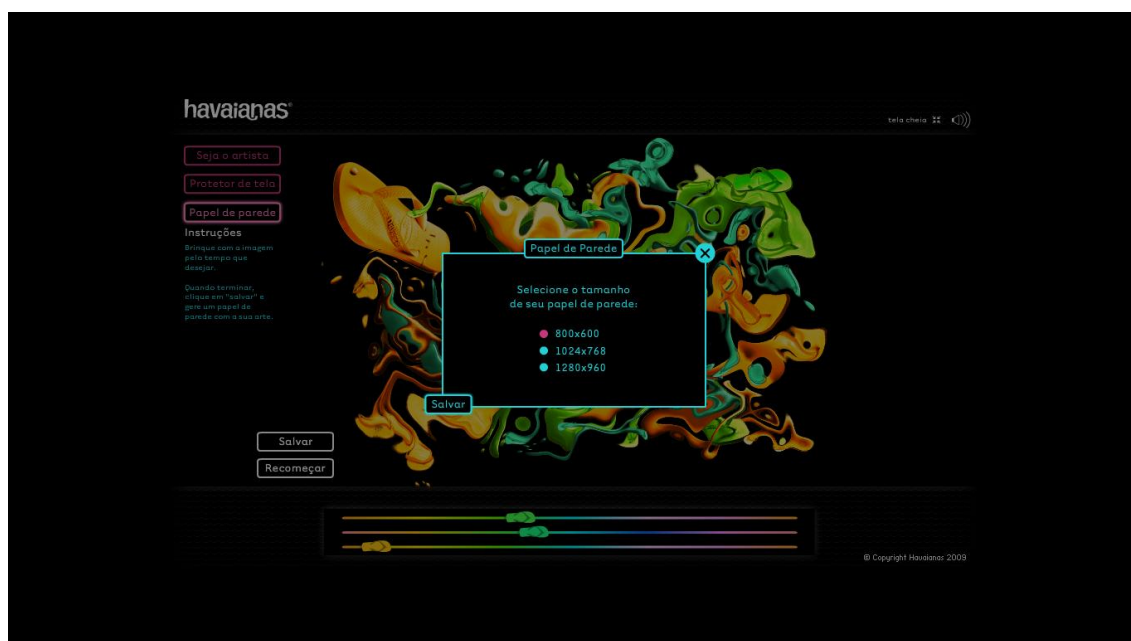 havaianas®
tela cheia
Seja o artista
Protetor de tela
Papel de parede
Instruções
Brinque com a imagem
pelo tempo que
desejar.
Quando terminar,
clique em "salvar" e
gere um papel de
parede com a sua arte.
Papel de Parede
Selecione o tamanho
de seu papel de parede:
800x600
1024x768
1280x960
Salvar
Salvar
Recomeçar
© Copyright Havaianas 2009